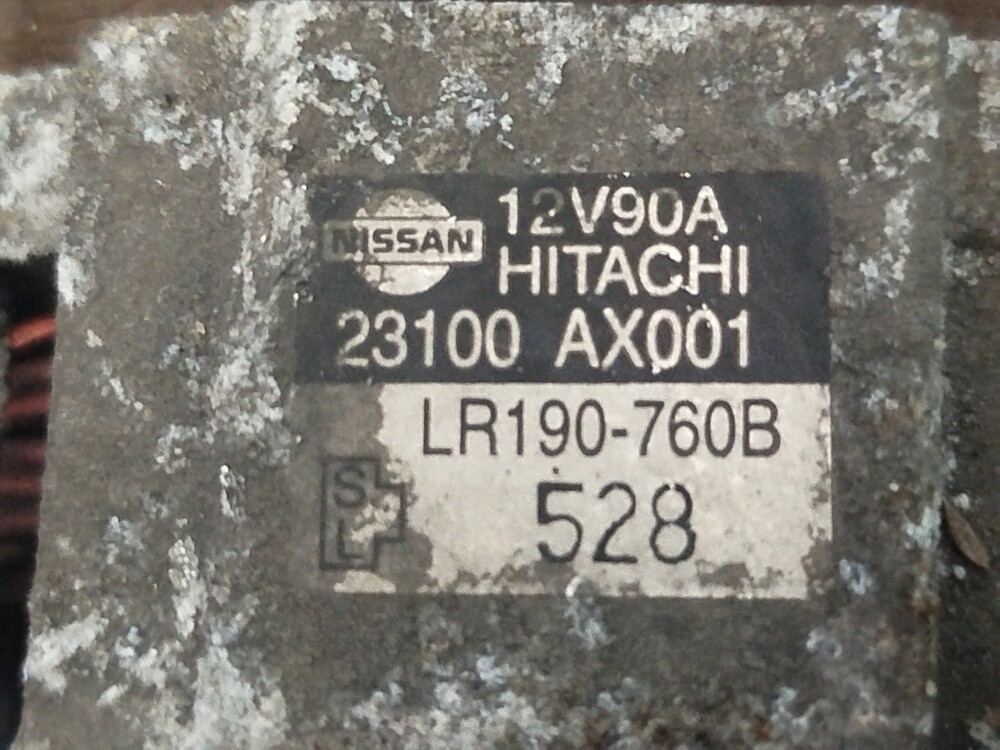 NISSAN
12V90A
HITACHI
23100 AX001
LR190-760B
S
L
528